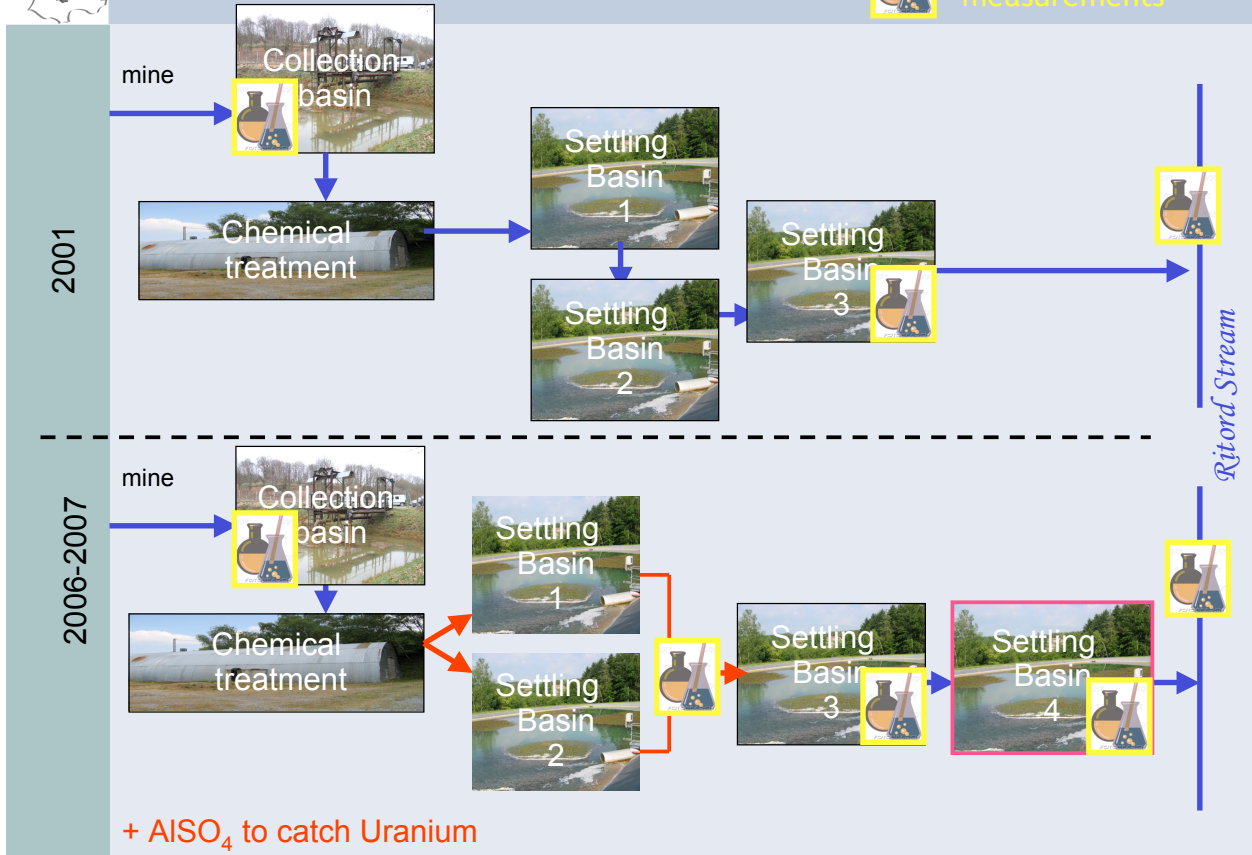 measurements
mine
Collection
basin
Chemical
treatment
Settling
Basin
1
Settling
Basin
2
Settling
Basin
3
2001
Ritord Stream
mine
Collection
basin
Chemical
treatment
Settling
Basin
1
Settling
Basin
2
Settling
Basin
3
Settling
Basin
4
2006-2007
+ AlSO₄ to catch Uranium